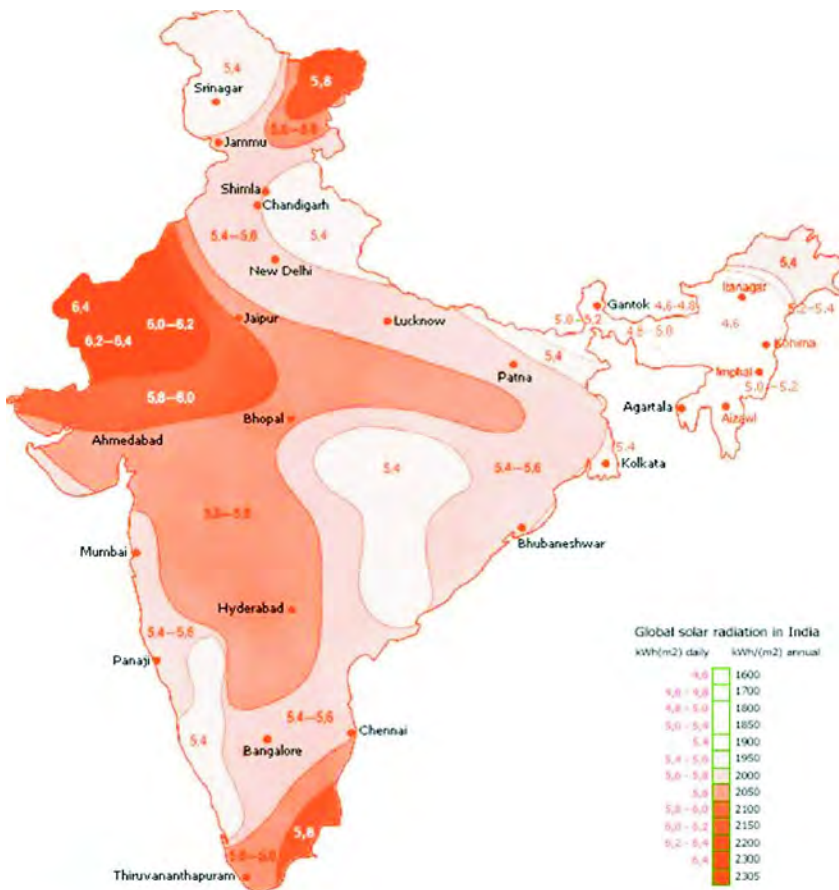 5,4
Srinagar
5,8
5,6—5,8
Jammu
Shimla
Chandigarh
5,4—5,6
5,4
New Delhi
5,4
6,4
6,0—6,2
6,2—6,4
Jaipur
Lucknow
Gantok
4,6-4,8
Itanagar
5,2—5,4
5,0—5,2
4,8—5,0
4,6
Kohima
5,4
Patna
Imphal
5,0—5,2
5,8—6,0
Bhopal
Agartala
Aizawl
Ahmedabad
5,4
5,4—5,6
5,4
Kolkata
Bhubaneshwar
Mumbai
Hyderabad
5,4—5,6
Panaji
Global solar radiation in India
kWh(m2) daily kWh/(m2) annual
4,6 1600
4,6 - 4,8 1700
4,8 - 5,0 1800
5,0 - 5,4 1850
5,4 1900
5,4 - 5,6 1950
5,6 - 5,8 2000
5,8 2050
5,8 - 6,0 2100
6,0 - 6,2 2150
6,2 - 6,4 2200
6,4 2300
2305
5,4—5,6
Chennai
5,4
Bangalore
5,8
Thiruvananthapuram